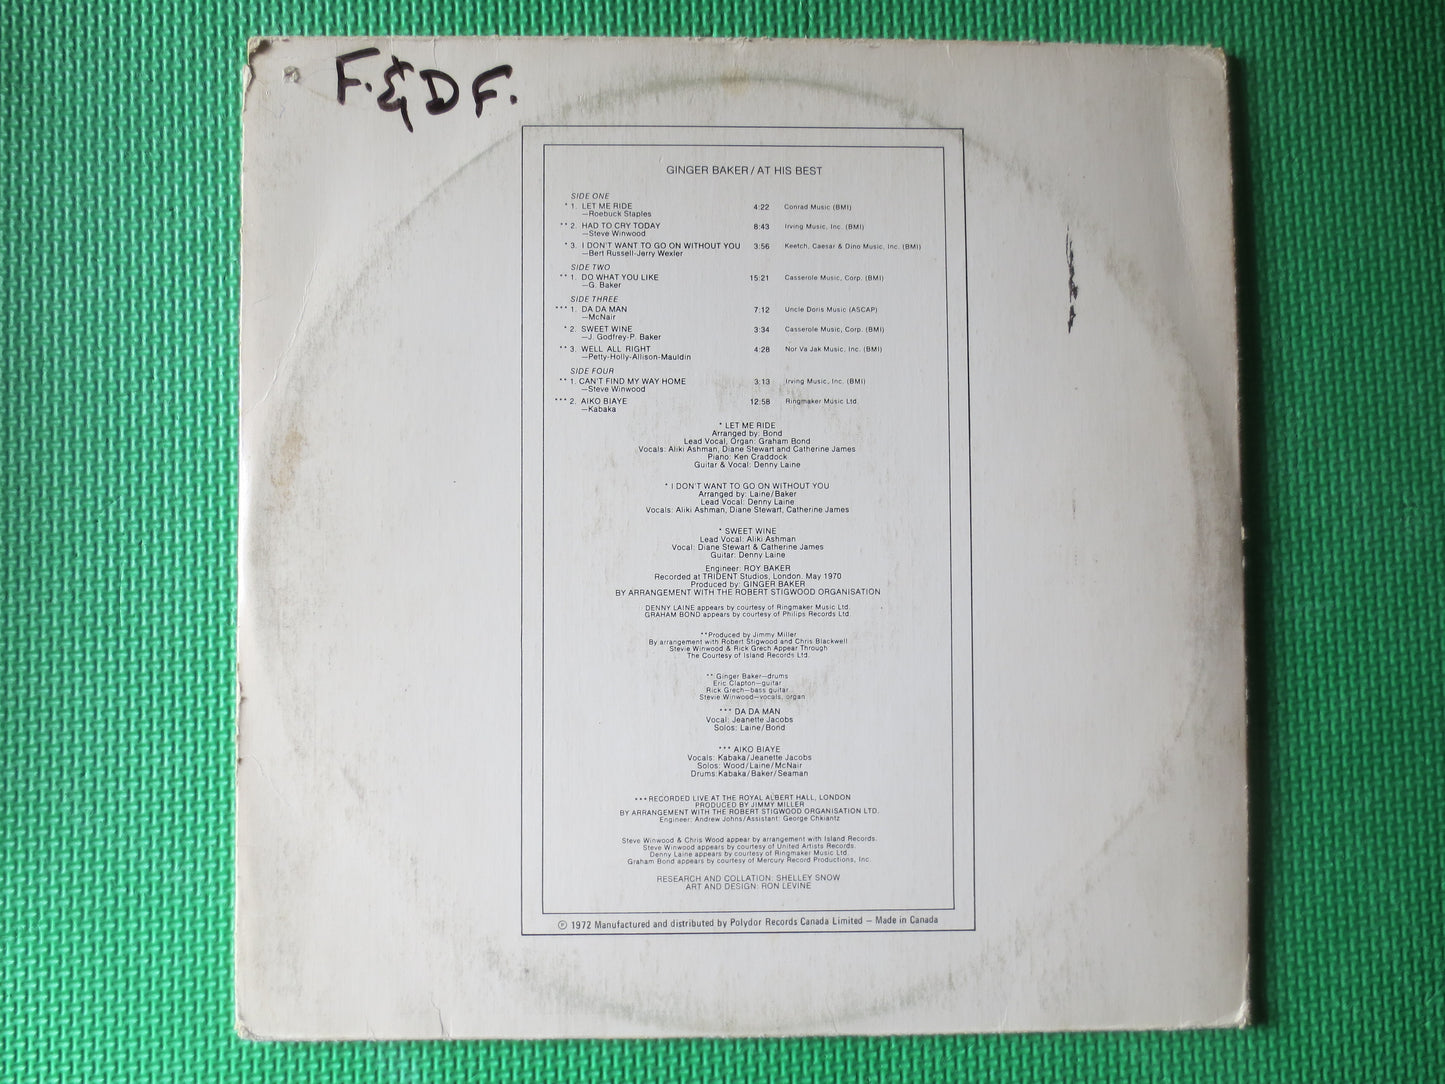 F. & D F.
GINGER BAKER / AT HIS BEST
SIDE ONE
* 1. LET ME RIDE 4:22 Conrad Music (BMI)
—Roebuck Staples
** 2. HAD TO CRY TODAY 8:43 Irving Music, Inc. (BMI)
—Steve Winwood
* 3. I DON'T WANT TO GO ON WITHOUT YOU 3:56 Keetch, Caesar & Dino Music, Inc. (BMI)
—Bert Russell-Jerry Wexler
SIDE TWO
** 1. DO WHAT YOU LIKE 15:21 Casserole Music, Corp. (BMI)
—G. Baker
SIDE THREE
*** 1. DA DA MAN 7:12 Uncle Doris Music (ASCAP)
—McNair
* 2. SWEET WINE 3:34 Casserole Music, Corp. (BMI)
—J. Godfrey-P. Baker
** 3. WELL ALL RIGHT 4:28 Nor Va Jak Music, Inc. (BMI)
—Petty-Holly-Allison-Mauldin
SIDE FOUR
** 1. CAN'T FIND MY WAY HOME 3:13 Irving Music, Inc. (BMI)
—Steve Winwood
*** 2. AIKO BIAYE 12:58 Ringmaker Music Ltd.
—Kabaka
* LET ME RIDE
Arranged by: Bond
Lead Vocal, Organ: Graham Bond
Vocals: Aliki Ashman, Diane Stewart and Catherine James
Piano: Ken Craddock
Guitar & Vocal: Denny Laine
* I DON'T WANT TO GO ON WITHOUT YOU
Arranged by: Laine/Baker
Lead Vocal: Denny Laine
Vocals: Aliki Ashman, Diane Stewart, Catherine James
* SWEET WINE
Lead Vocal: Aliki Ashman
Vocal: Diane Stewart & Catherine James
Guitar: Denny Laine
Engineer: ROY BAKER
Recorded at TRIDENT Studios, London. May 1970
Produced by: GINGER BAKER
BY ARRANGEMENT WITH THE ROBERT STIGWOOD ORGANISATION
DENNY LAINE appears by courtesy of Ringmaker Music Ltd.
GRAHAM BOND appears by courtesy of Philips Records Ltd.
**Produced by Jimmy Miller
By arrangement with Robert Stigwood and Chris Blackwell
Stevie Winwood & Rick Grech Appear Through
The Courtesy of Island Records Ltd.
** Ginger Baker—drums
Eric Clapton—guitar
Rick Grech—bass guitar
Stevie Winwood—vocals, organ
*** DA DA MAN
Vocal: Jeanette Jacobs
Solos: Laine/Bond
*** AIKO BIAYE
Vocals: Kabaka/Jeanette Jacobs
Solos: Wood/Laine/McNair
Drums: Kabaka/Baker/Seaman
***RECORDED LIVE AT THE ROYAL ALBERT HALL, LONDON
PRODUCED BY JIMMY MILLER
BY ARRANGEMENT WITH THE ROBERT STIGWOOD ORGANISATION LTD.
Engineer: Andrew Johns/Assistant: George Chkiantz
Steve Winwood & Chris Wood appear by arrangement with Island Records.
Steve Winwood appears by courtesy of United Artists Records.
Denny Laine appears by courtesy of Ringmaker Music Ltd.
Graham Bond appears by courtesy of Mercury Record Productions, Inc.
RESEARCH AND COLLATION: SHELLEY SNOW
ART AND DESIGN: RON LEVINE
℗ 1972 Manufactured and distributed by Polydor Records Canada Limited — Made in Canada